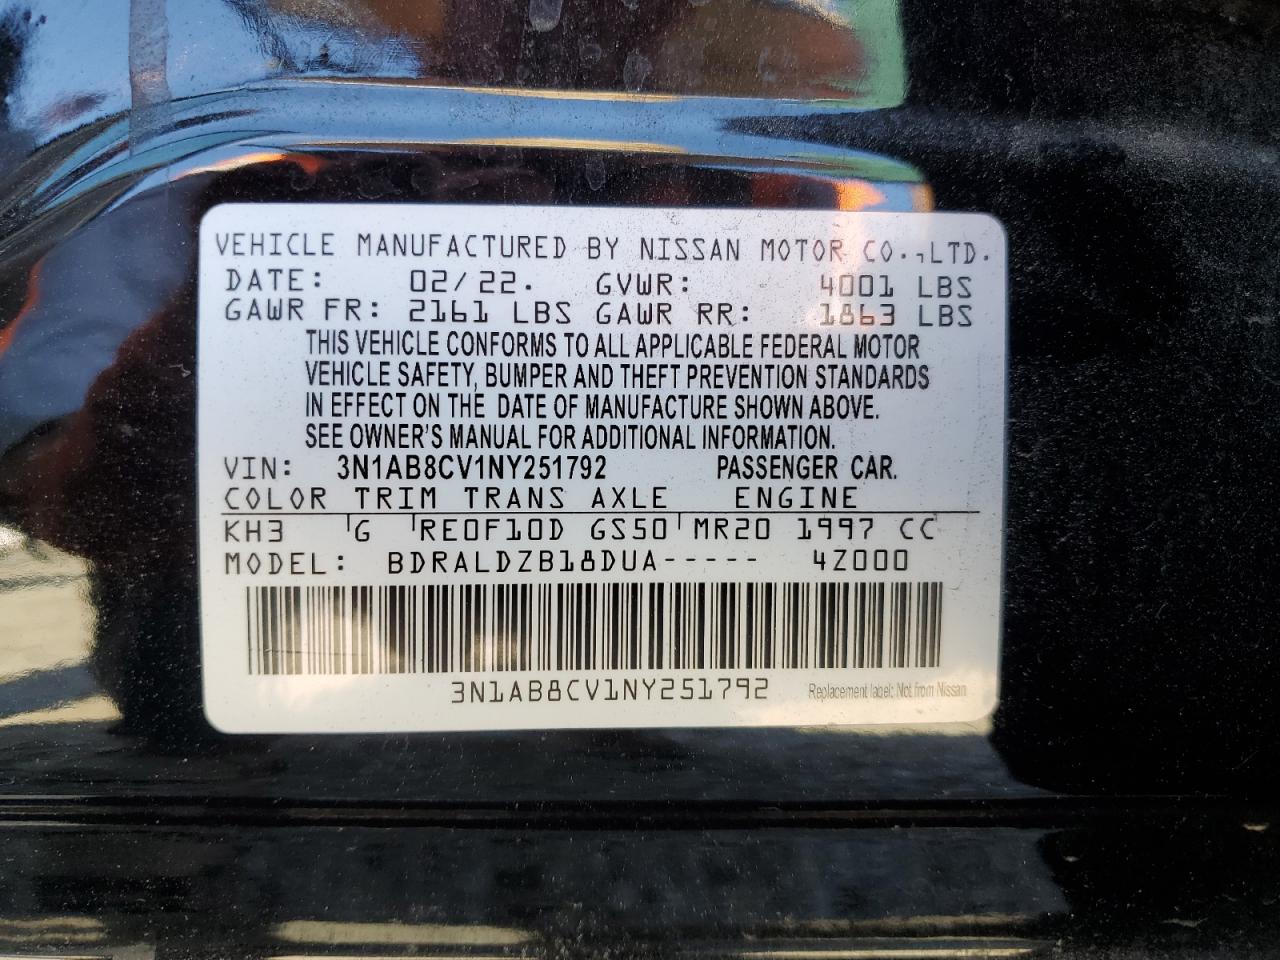 VEHICLE MANUFACTURED BY NISSAN MOTOR CO.,LTD.
DATE: 02/22. GVWR: 4001 LBS
GAWR FR: 2161 LBS GAWR RR: 1863 LBS
THIS VEHICLE CONFORMS TO ALL APPLICABLE FEDERAL MOTOR
VEHICLE SAFETY, BUMPER AND THEFT PREVENTION STANDARDS
IN EFFECT ON THE DATE OF MANUFACTURE SHOWN ABOVE.
SEE OWNER'S MANUAL FOR ADDITIONAL INFORMATION.
VIN: 3N1AB8CV1NY251792 PASSENGER CAR.
COLOR TRIM TRANS AXLE ENGINE
KH3 G RE0F10D GS50 MR20 1997 CC
MODEL: BDRALDZB18DUA----- 4Z000
3N1AB8CV1NY251792 Replacement label: Not from Nissan